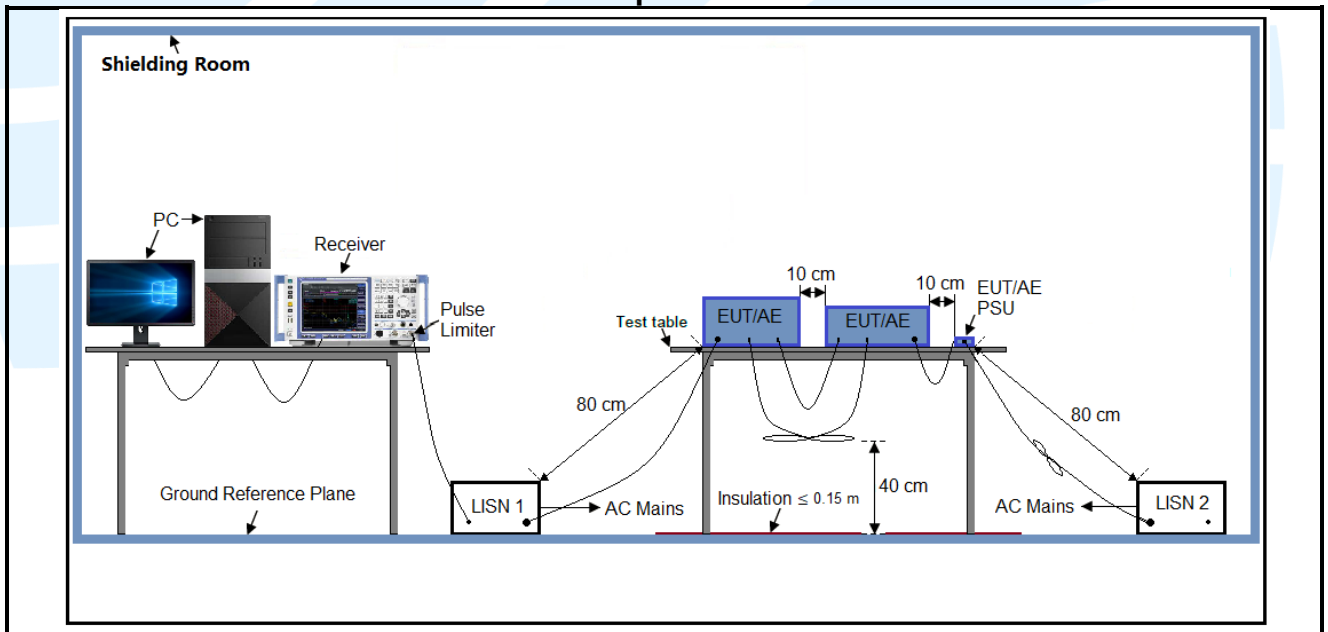 Shielding Room
PC
Receiver
Pulse
Limiter
10 cm
10 cm
EUT/AE
PSU
Test table
EUT/AE
EUT/AE
80 cm
80 cm
Ground Reference Plane
LISN 1
AC Mains
Insulation ≤ 0.15 m
40 cm
AC Mains
LISN 2